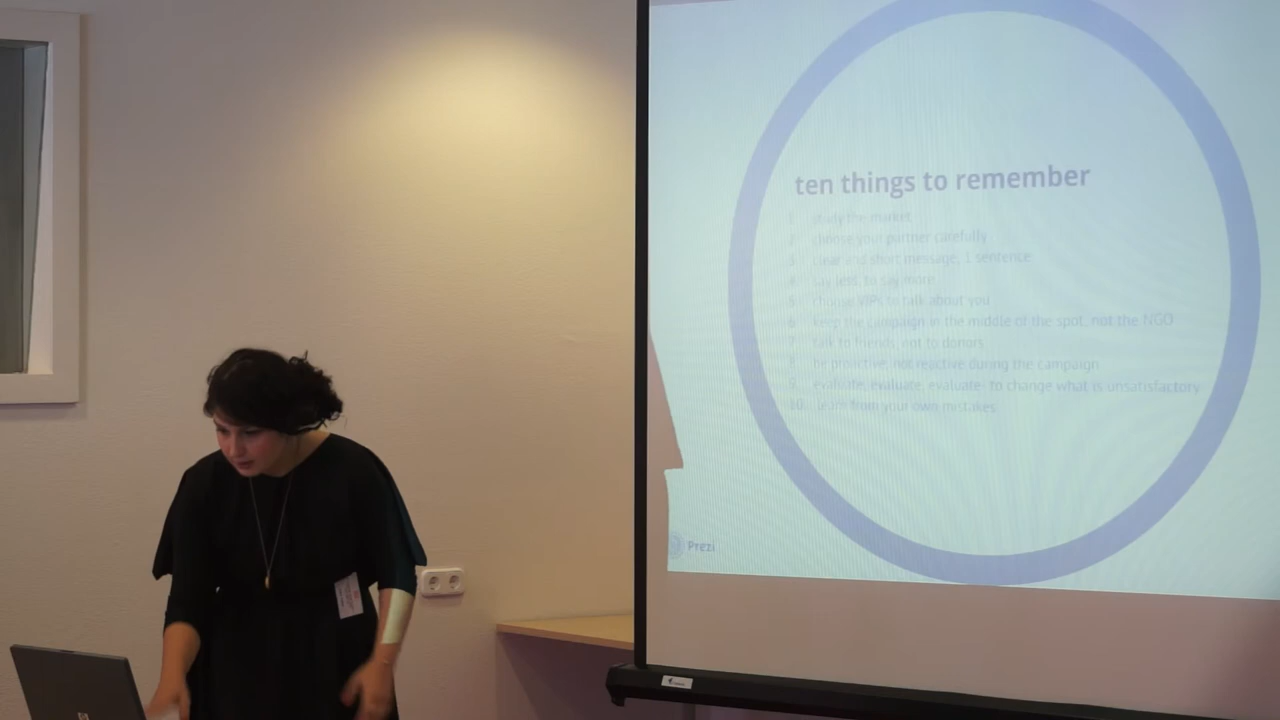 ten things to remember
1. study the market
2. choose your partner carefully
3. clear and short message, 1 sentence
4. say less, to say more
5. choose VIPs to talk about you
6. keep the campaign in the middle of the spot, not the NGO
7. talk to friends, not to donors
8. be proactive, not reactive during the campaign
9. evaluate, evaluate, evaluate- to change what is unsatisfactory
10. learn from your own mistakes
Prezi